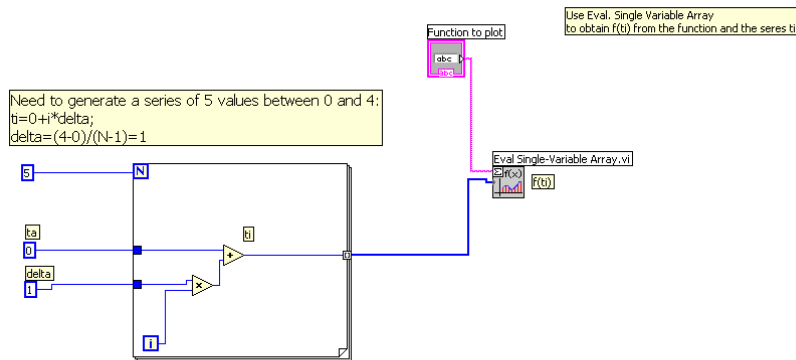 Use Eval. Single Variable Array
to obtain f(ti) from the function and the seres ti
Function to plot
abc
abc
Need to generate a series of 5 values between 0 and 4:
ti=0+i*delta;
delta=(4-0)/(N-1)=1
Eval Single-Variable Array.vi
Σ f(x)
f(ti)
5
N
ta
0
ti
+
delta
1
x
i